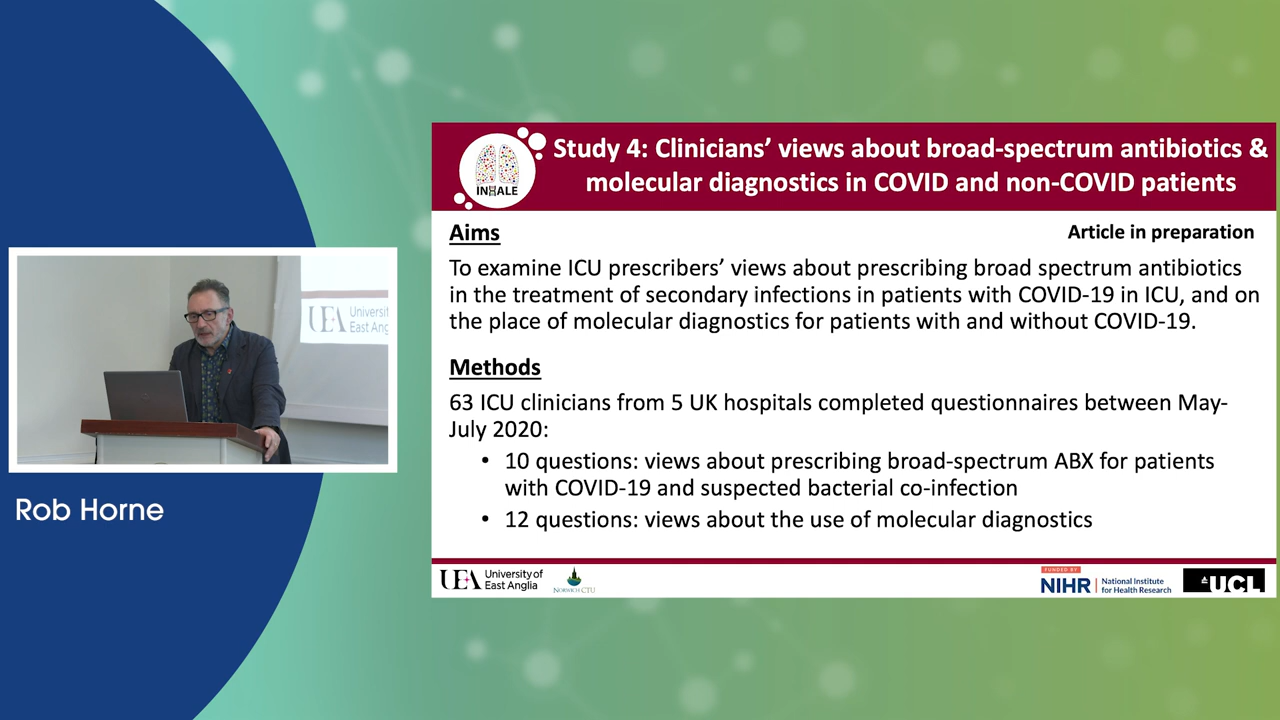 INHALE
Study 4: Clinicians' views about broad-spectrum antibiotics &
molecular diagnostics in COVID and non-COVID patients
Aims
Article in preparation
To examine ICU prescribers' views about prescribing broad spectrum antibiotics
in the treatment of secondary infections in patients with COVID-19 in ICU, and on
the place of molecular diagnostics for patients with and without COVID-19.
Methods
63 ICU clinicians from 5 UK hospitals completed questionnaires between May-
July 2020:
• 10 questions: views about prescribing broad-spectrum ABX for patients
with COVID-19 and suspected bacterial co-infection
• 12 questions: views about the use of molecular diagnostics
UEA University of
East Anglia
NORWICH CTU
FUNDED BY
NIHR | National Institute
for Health Research
UCL
UEA Univers
East Ang
Rob Horne